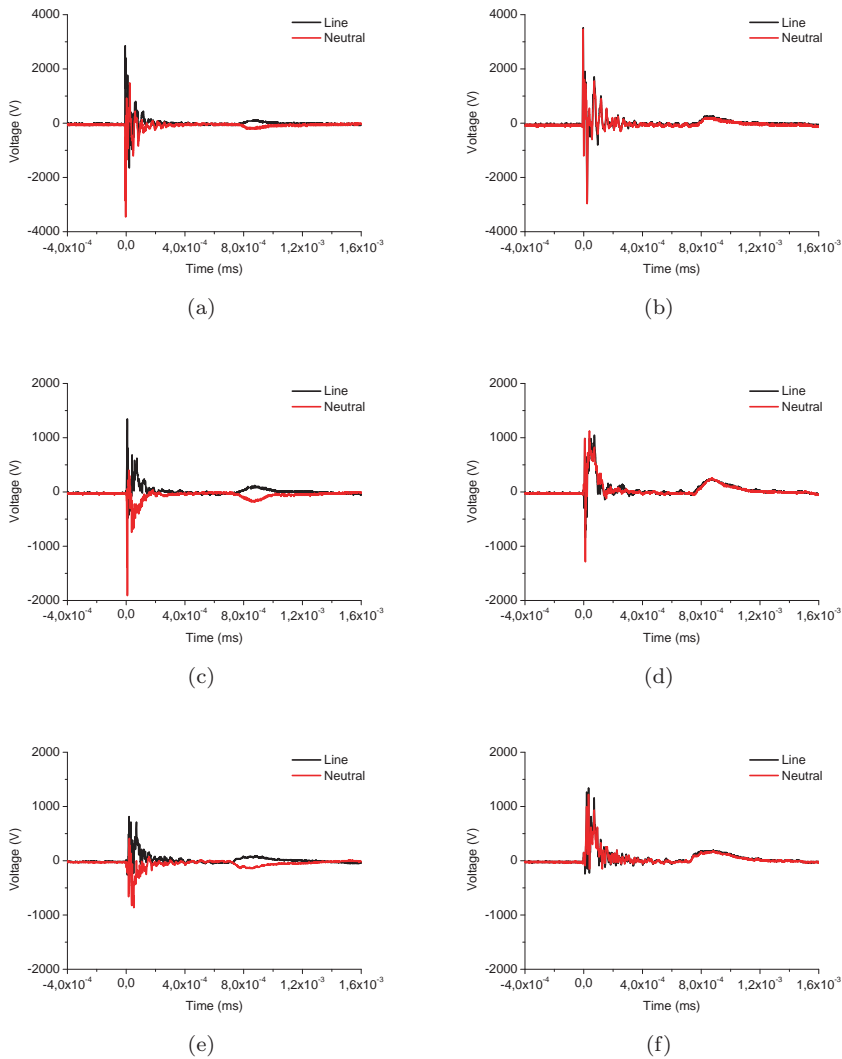 4000
2000
0
-2000
-4000
Voltage (V)
Line
Neutral
-4,0x10⁻⁴ 0,0 4,0x10⁻⁴ 8,0x10⁻⁴ 1,2x10⁻³ 1,6x10⁻³
Time (ms)
(a)
4000
2000
0
-2000
-4000
Voltage (V)
Line
Neutral
-4,0x10⁻⁴ 0,0 4,0x10⁻⁴ 8,0x10⁻⁴ 1,2x10⁻³ 1,6x10⁻³
Time (ms)
(b)
2000
1000
0
-1000
-2000
Voltage (V)
Line
Neutral
-4,0x10⁻⁴ 0,0 4,0x10⁻⁴ 8,0x10⁻⁴ 1,2x10⁻³ 1,6x10⁻³
Time (ms)
(c)
2000
1000
0
-1000
-2000
Voltage (V)
Line
Neutral
-4,0x10⁻⁴ 0,0 4,0x10⁻⁴ 8,0x10⁻⁴ 1,2x10⁻³ 1,6x10⁻³
Time (ms)
(d)
2000
1000
0
-1000
-2000
Voltage (V)
Line
Neutral
-4,0x10⁻⁴ 0,0 4,0x10⁻⁴ 8,0x10⁻⁴ 1,2x10⁻³ 1,6x10⁻³
Time (ms)
(e)
2000
1000
0
-1000
-2000
Voltage (V)
Line
Neutral
-4,0x10⁻⁴ 0,0 4,0x10⁻⁴ 8,0x10⁻⁴ 1,2x10⁻³ 1,6x10⁻³
Time (ms)
(f)